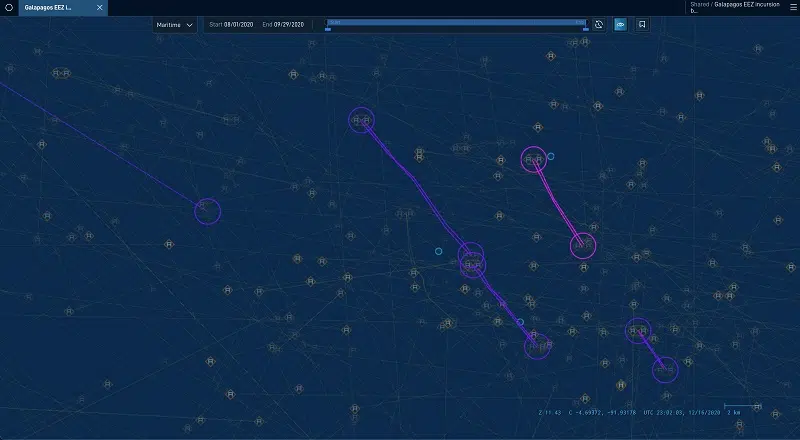 Galapagos EEZ i...
Shared / Galapagos EEZ incursion b...
Maritime
Start 08/01/2020 End 09/29/2020
Z 11.43 C -4.69372, -91.93178 UTC 23:02:03, 12/16/2020 2 km